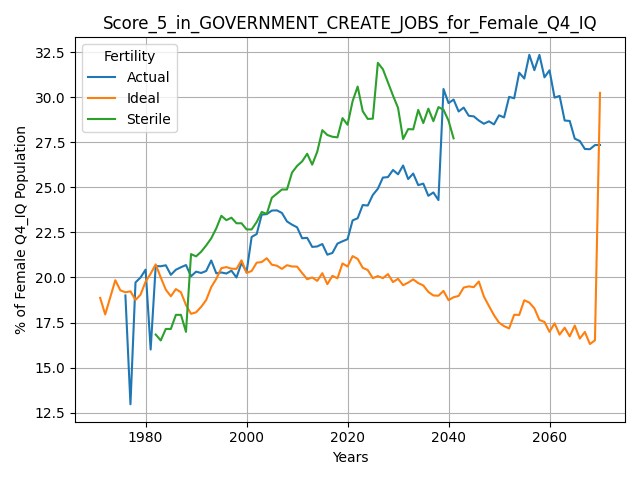 Score_5_in_GOVERNMENT_CREATE_JOBS_for_Female_Q4_IQ
Fertility
Actual
Ideal
Sterile
% of Female Q4_IQ Population
32.5
30.0
27.5
25.0
22.5
20.0
17.5
15.0
12.5
1980
2000
2020
2040
2060
Years